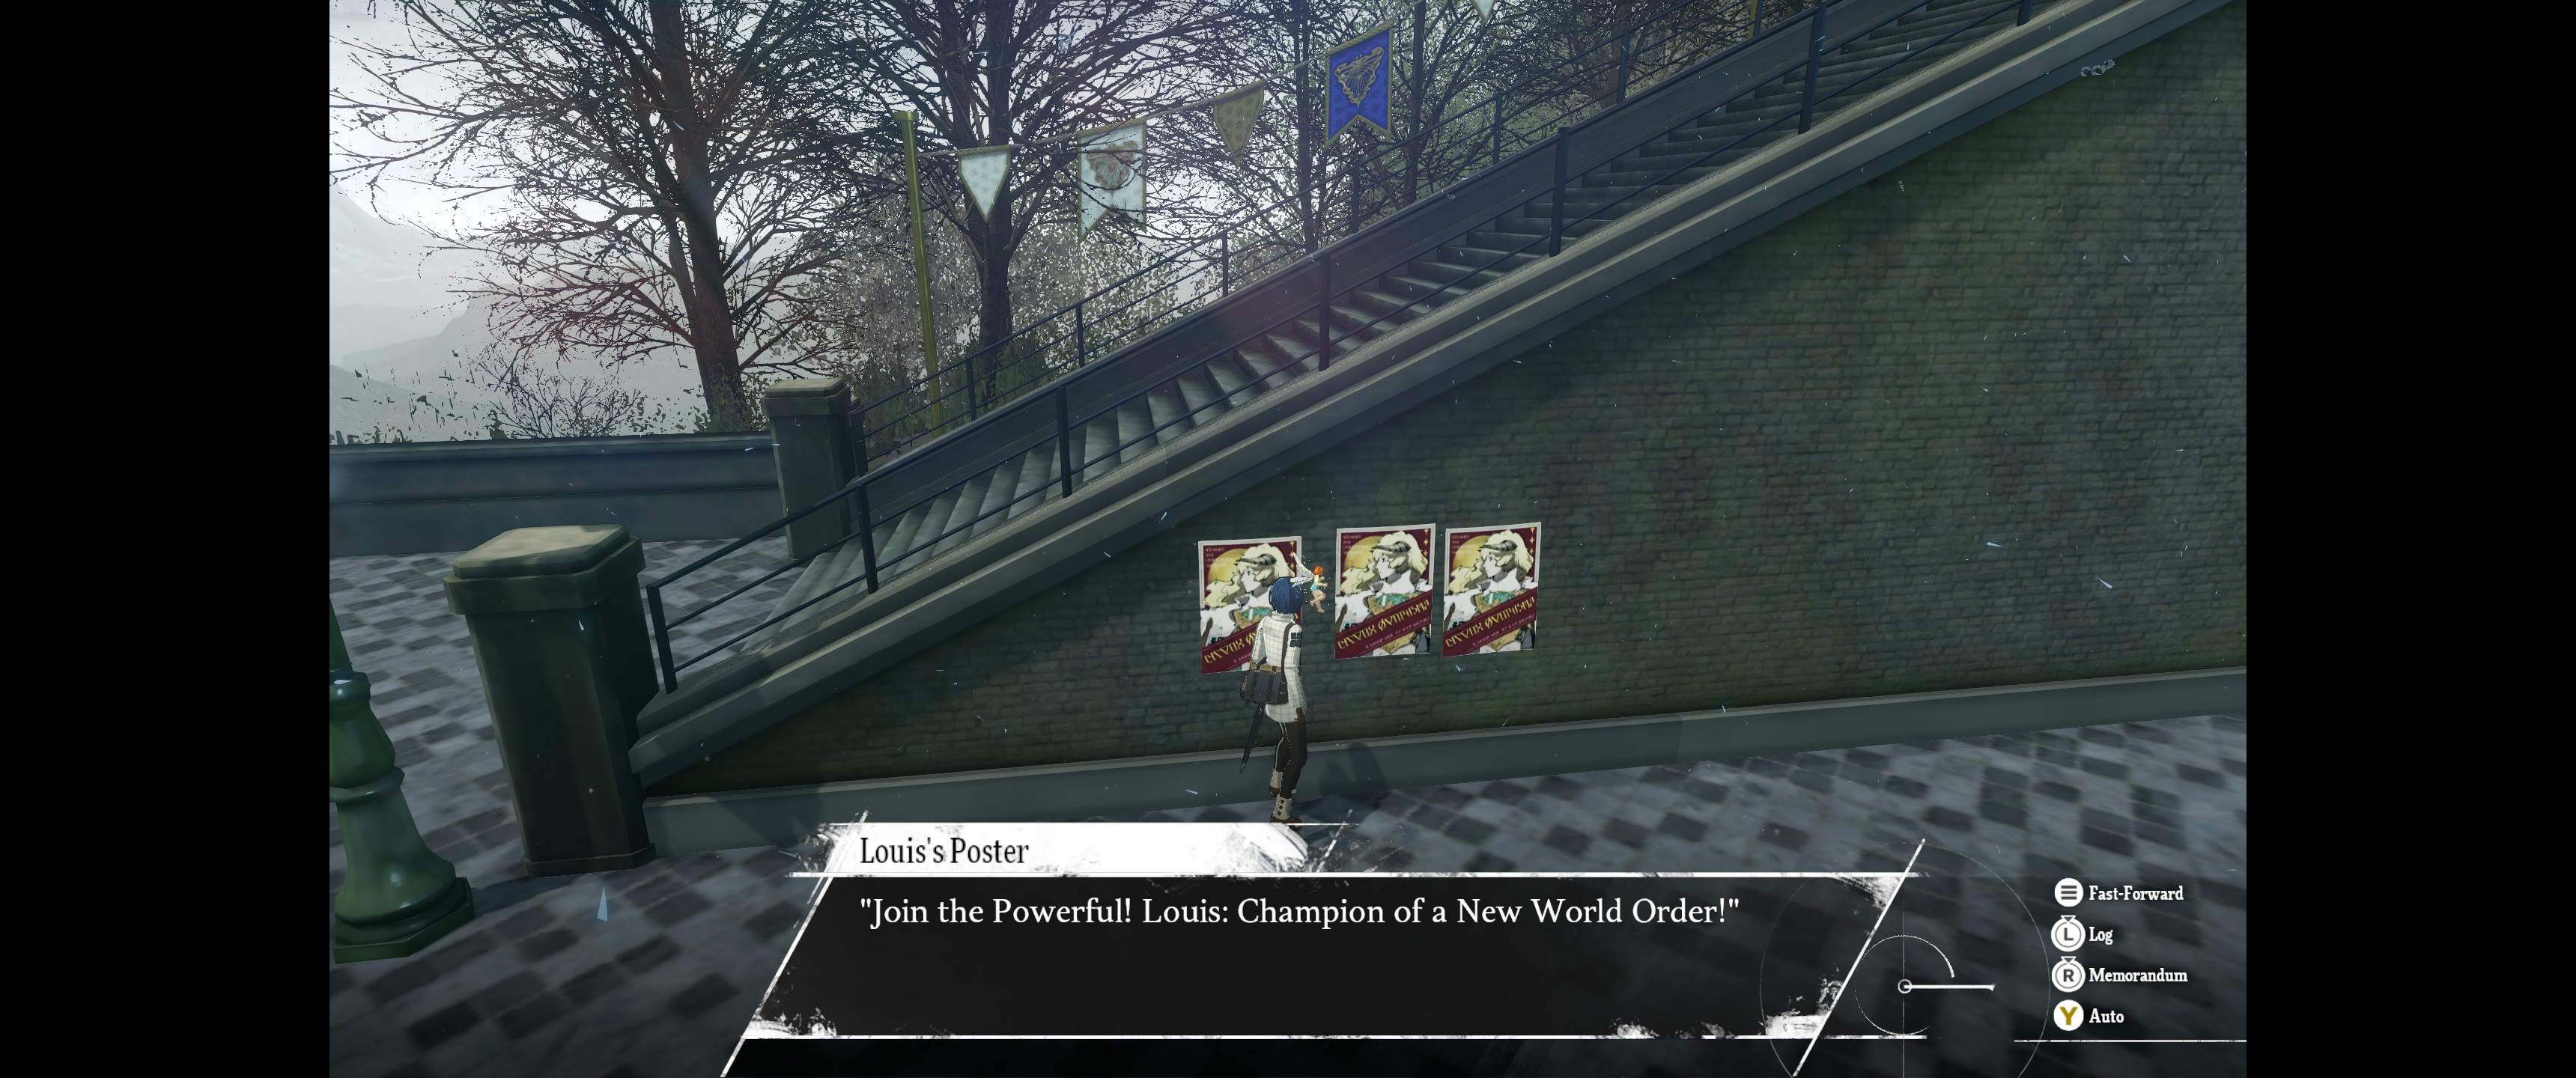 Louis's Poster
"Join the Powerful! Louis: Champion of a New World Order!"
Fast-Forward
L Log
R Memorandum
Y Auto